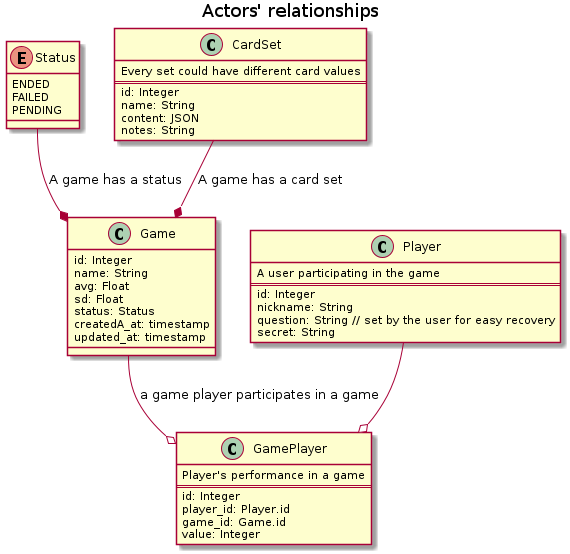 Actors' relationships
E Status
ENDED
FAILED
PENDING
C CardSet
Every set could have different card values
id: Integer
name: String
content: JSON
notes: String
A game has a status
A game has a card set
C Game
id: Integer
name: String
avg: Float
sd: Float
status: Status
createdA_at: timestamp
updated_at: timestamp
C Player
A user participating in the game
id: Integer
nickname: String
question: String // set by the user for easy recovery
secret: String
a game player participates in a game
C GamePlayer
Player's performance in a game
id: Integer
player_id: Player.id
game_id: Game.id
value: Integer